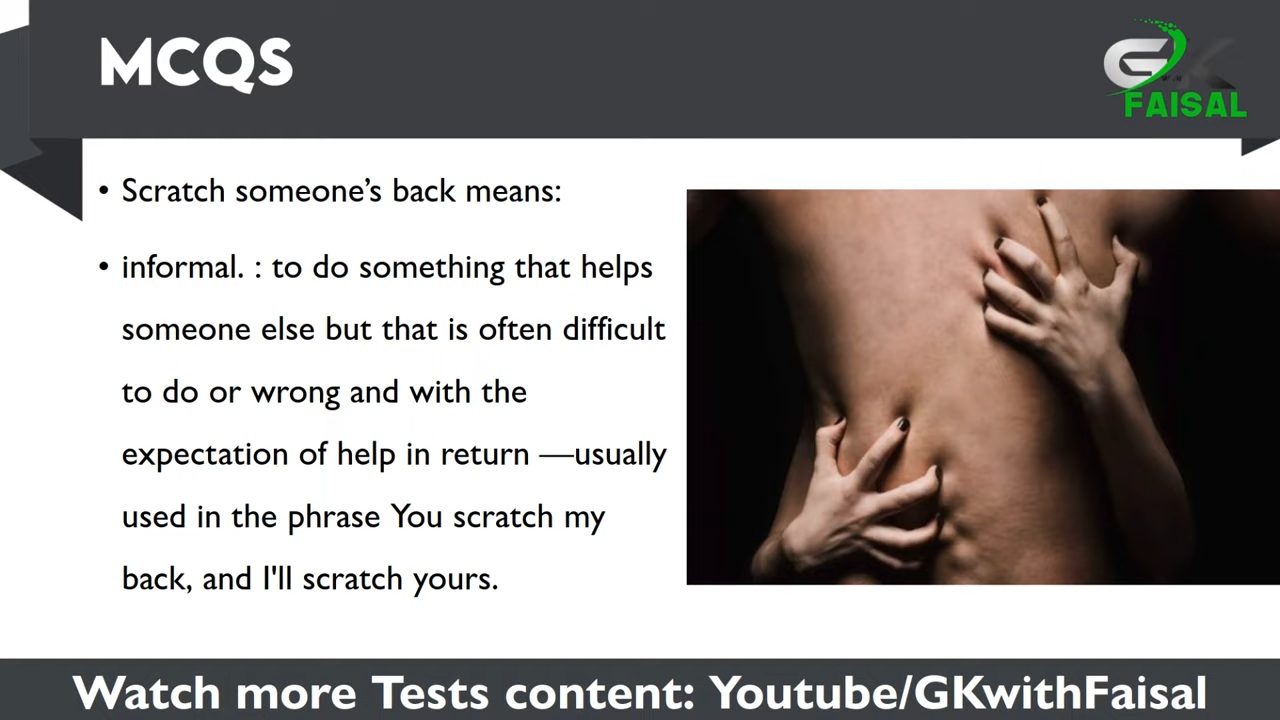 MCQS
GK
FAISAL
• Scratch someone’s back means:
• informal. : to do something that helps
someone else but that is often difficult
to do or wrong and with the
expectation of help in return —usually
used in the phrase You scratch my
back, and I'll scratch yours.
Watch more Tests content: Youtube/GKwithFaisal